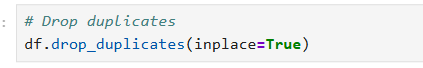 :
# Drop duplicates
df.drop_duplicates(inplace=True)